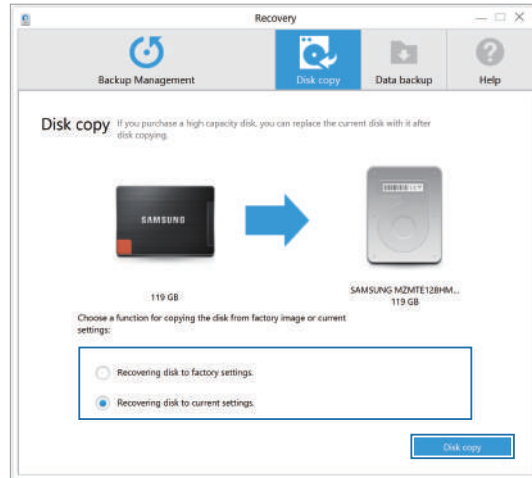 Recovery
Backup Management
Disk copy
Data backup
Help
Disk copy If you purchase a high capacity disk, you can replace the current disk with it after
disk copying.
SAMSUNG
119 GB
SAMSUNG MZMTE128HM...
119 GB
Choose a function for copying the disk from factory image or current
settings:
Recovering disk to factory settings.
Recovering disk to current settings.
Disk copy